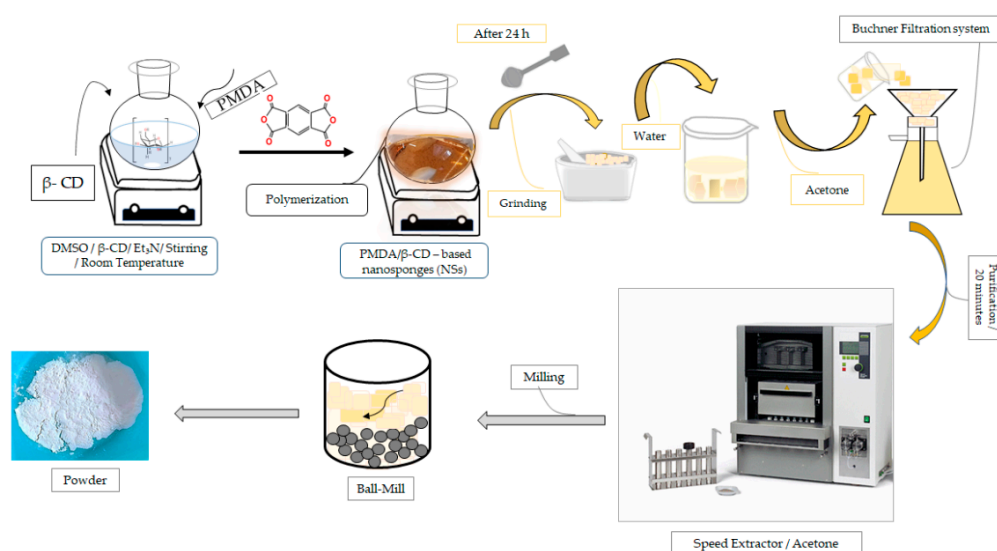 PMDA
β- CD
DMSO / β-CD/ Et₃N/ Stirring
/ Room Temperature
O
O
O
O
O
O
Polymerization
PMDA/β-CD – based
nanosponges (NSs)
After 24 h
Grinding
Water
Acetone
Buchner Filtration system
Purification /
20 minutes
Speed Extractor / Acetone
Milling
Ball-Mill
Powder